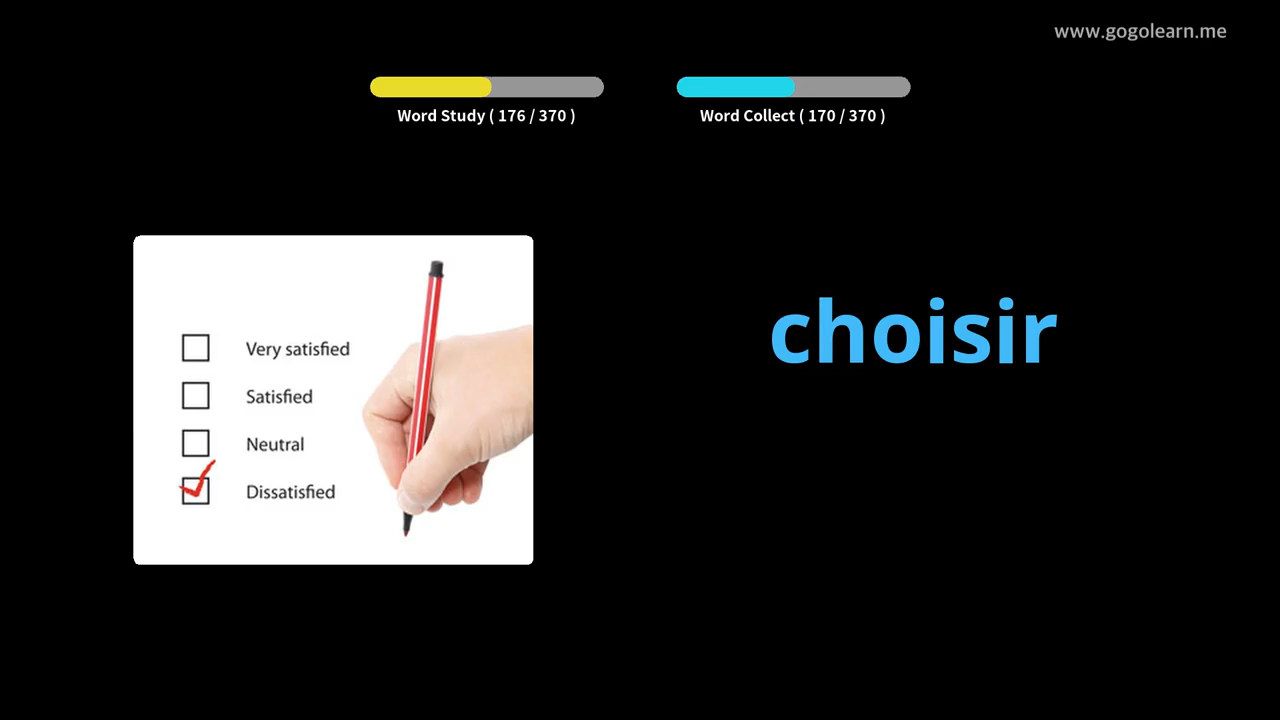 www.gogolearn.me
Word Study ( 176 / 370 )
Word Collect ( 170 / 370 )
choisir
Very satisfied
Satisfied
Neutral
Dissatisfied